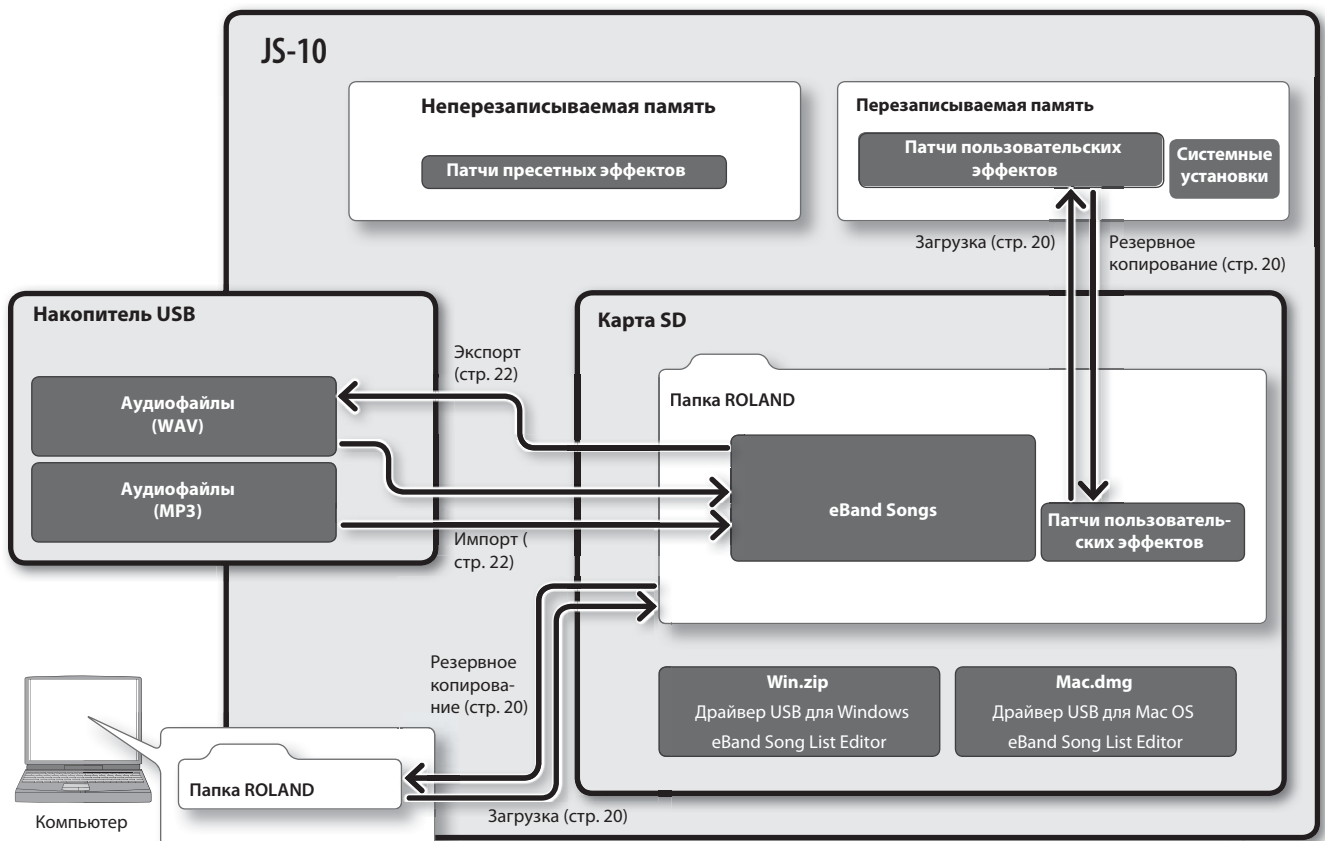 JS-10
Неперезаписываемая память
Патчи пресетных эффектов
Перезаписываемая память
Патчи пользовательских
эффектов
Системные
установки
Загрузка (стр. 20)
Резервное
копирование (стр. 20)
Накопитель USB
Аудиофайлы
(WAV)
Аудиофайлы
(MP3)
Экспорт
(стр. 22)
Импорт (
стр. 22)
Карта SD
Папка ROLAND
eBand Songs
Патчи пользователь-
ских эффектов
Резервное
копирова-
ние (стр. 20)
Win.zip
Драйвер USB для Windows
eBand Song List Editor
Mac.dmg
Драйвер USB для Mac OS
eBand Song List Editor
Папка ROLAND
Компьютер
Загрузка (стр. 20)